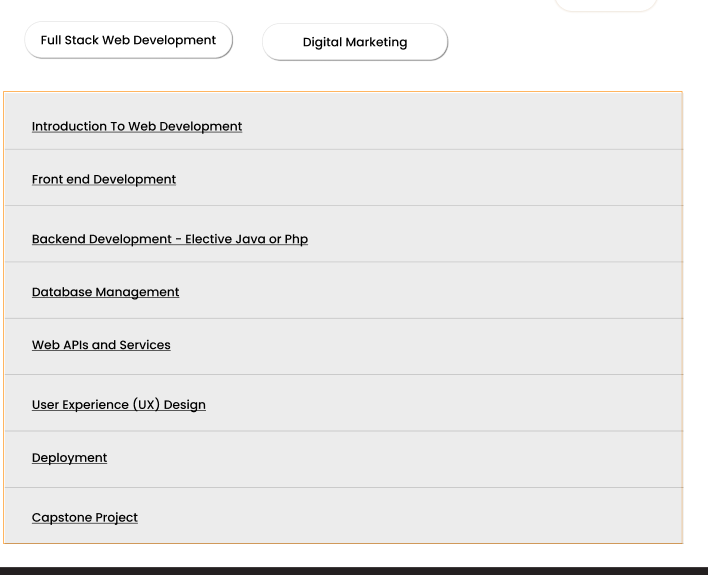 Full Stack Web Development
Digital Marketing
Introduction To Web Development
Front end Development
Backend Development - Elective Java or Php
Database Management
Web APIs and Services
User Experience (UX) Design
Deployment
Capstone Project